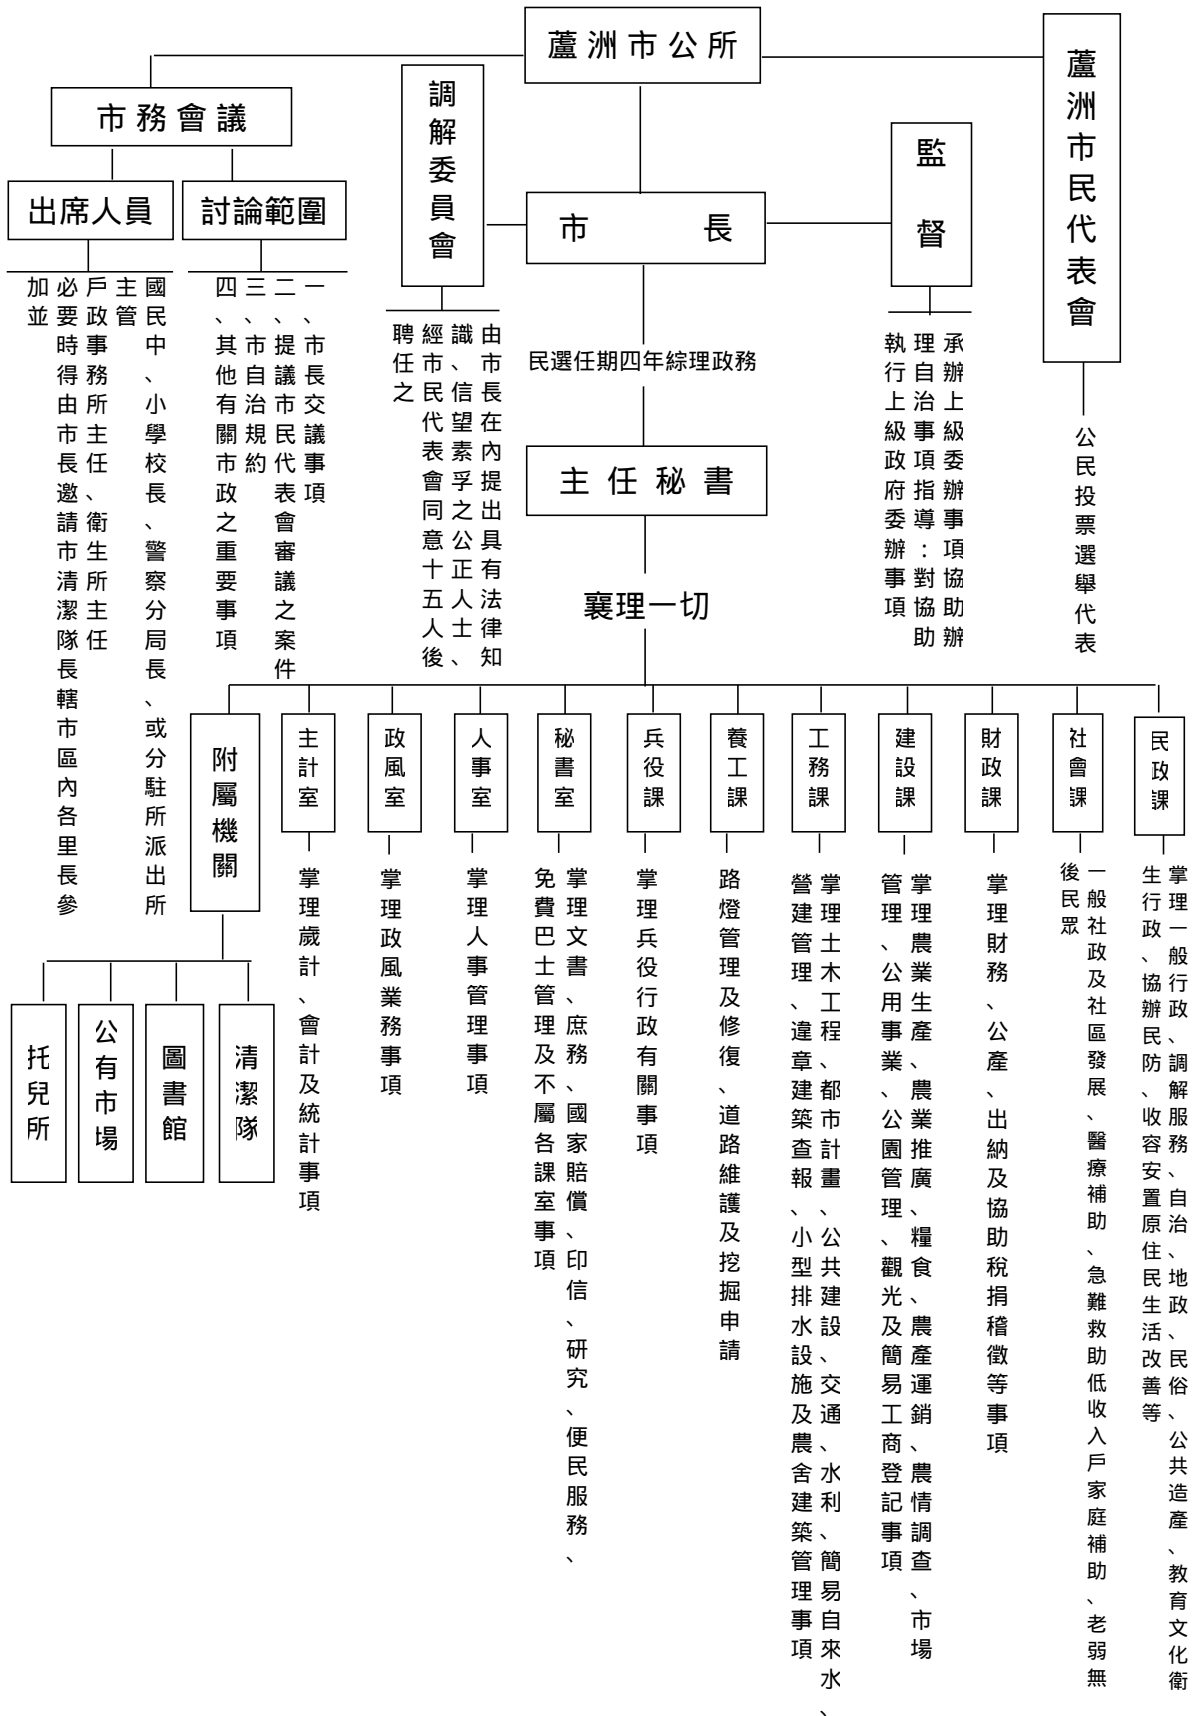 蘆洲市公所
蘆洲市民代表會
公民投票選舉代表
市務會議
出席人員
國民中、小學校長、警察分局長、或分駐所派出所
主管
戶政事務所主任、衛生所主任
必要時得由市長邀請市清潔隊長轄市區內各里長參
加並
討論範圍
一、市長交議事項
二、提議市民代表會審議之案件
三、市自治規約
四、其他有關市政之重要事項
調解委員會
由市長在內提出具有法律知
識、信望素孚之公正人士、
經市民代表會同意十五人後
聘任之
市長
監督
承辦上級委辦事項協助辦
理自治事項指導：對協助
執行上級政府委辦事項
民選任期四年綜理政務
主任秘書
襄理一切
民政課
掌理一般行政、調解服務、自治、地政、民俗、公共造產、教育文化衛
生行政、協辦民防、收容安置原住民生活改善等
社會課
一般社政及社區發展、醫療補助、急難救助低收入戶家庭補助、老弱無
後民眾
財政課
掌理財務、公產、出納及協助稅捐稽徵等事項
建設課
掌理農業生產、農業推廣、糧食、農產運銷、農情調查、市場
管理、公用事業、公園管理、觀光及簡易工商登記事項
工務課
掌理土木工程、都市計畫、公共建設、交通、水利、簡易自來水、
營建管理、違章建築查報、小型排水設施及農舍建築管理事項
養工課
路燈管理及修復、道路維護及挖掘申請
兵役課
掌理兵役行政有關事項
秘書室
掌理文書、庶務、國家賠償、印信、研究、便民服務、
免費巴士管理及不屬各課室事項
人事室
掌理人事管理事項
政風室
掌理政風業務事項
主計室
掌理歲計、會計及統計事項
附屬機關
清潔隊
圖書館
公有市場
托兒所